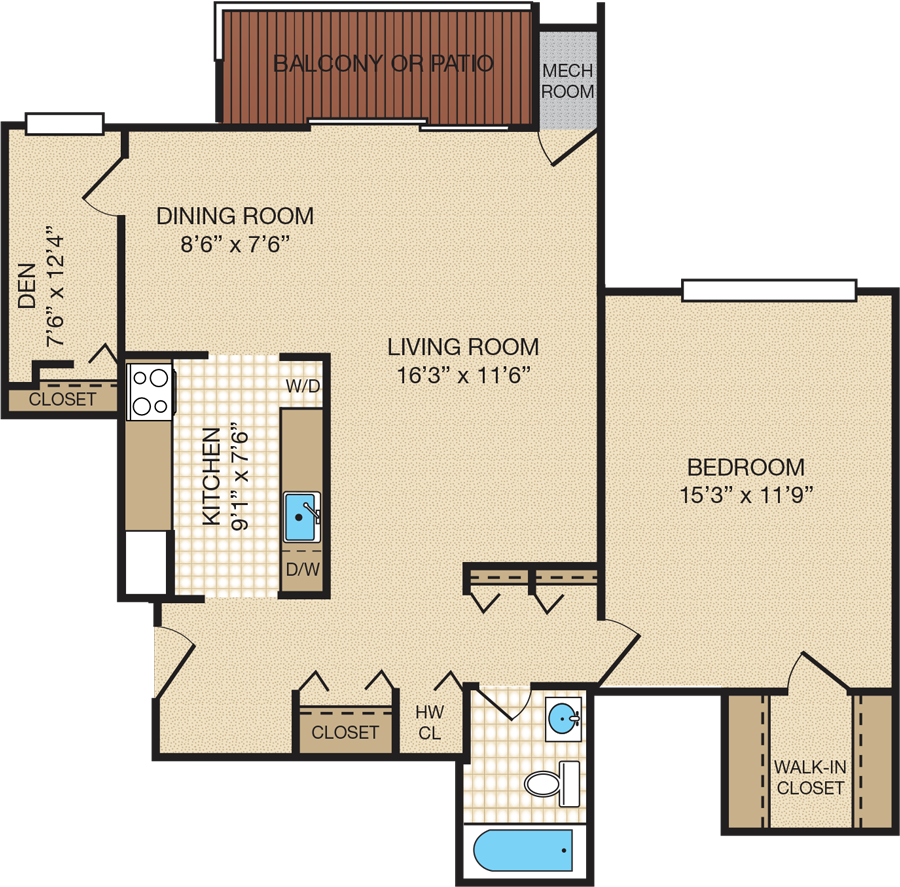 BALCONY OR PATIO
MECH
ROOM
DINING ROOM
8’6” x 7’6”
DEN
7’6” x 12’4”
LIVING ROOM
16’3” x 11’6”
CLOSET
W/D
KITCHEN
9’1” x 7’6”
D/W
BEDROOM
15’3” x 11’9”
HW
CL
CLOSET
WALK-IN
CLOSET